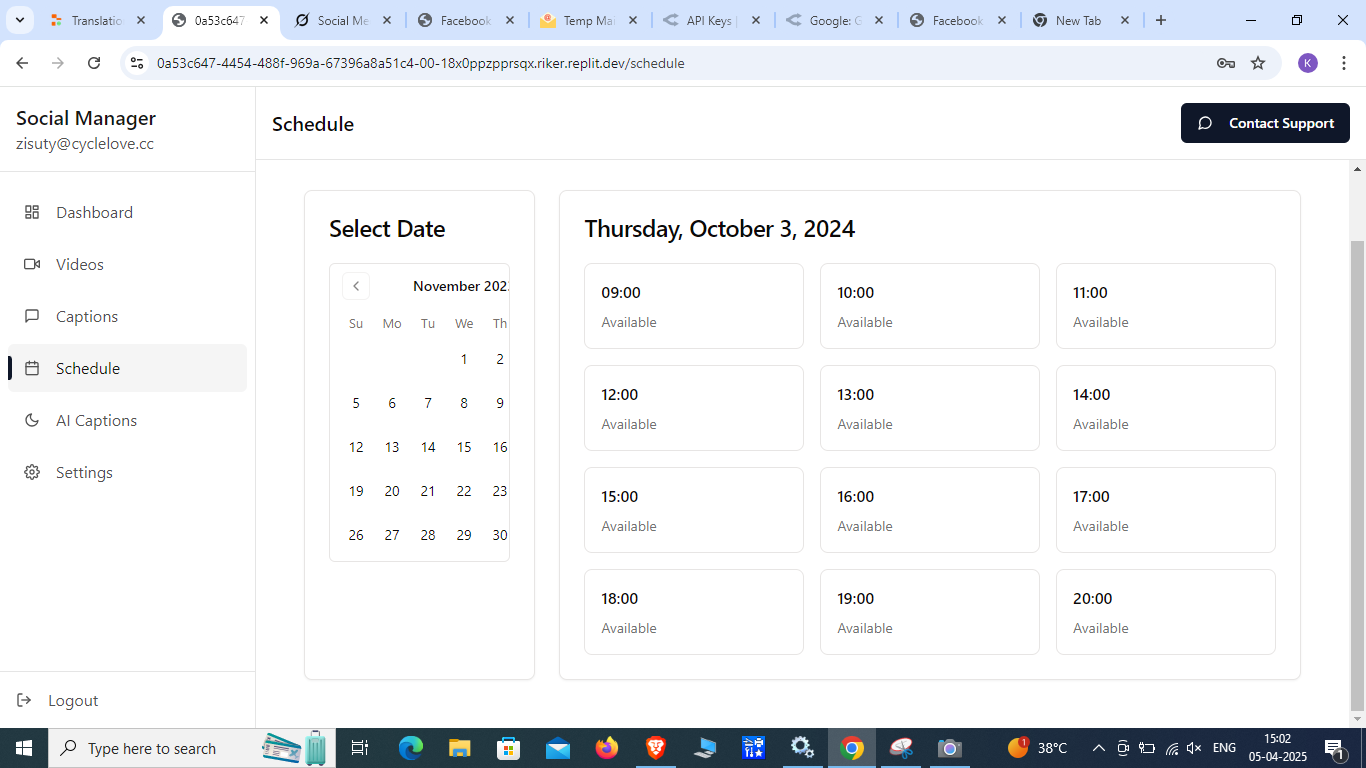 Translatio
0a53c647
Social Me
Facebook
Temp Mai
API Keys
Google: G
Facebook
New Tab
0a53c647-4454-488f-969a-67396a8a51c4-00-18x0ppzpprsqx.riker.replit.dev/schedule
K
Social Manager
zisuty@cyclelove.cc
Schedule
Contact Support
Dashboard
Videos
Captions
Schedule
AI Captions
Settings
Logout
Select Date
November 202
Su Mo Tu We Th
1 2
5 6 7 8 9
12 13 14 15 16
19 20 21 22 23
26 27 28 29 30
Thursday, October 3, 2024
09:00 10:00 11:00
Available Available Available
12:00 13:00 14:00
Available Available Available
15:00 16:00 17:00
Available Available Available
18:00 19:00 20:00
Available Available Available
Type here to search
1
38°C
ENG
15:02
05-04-2025
1